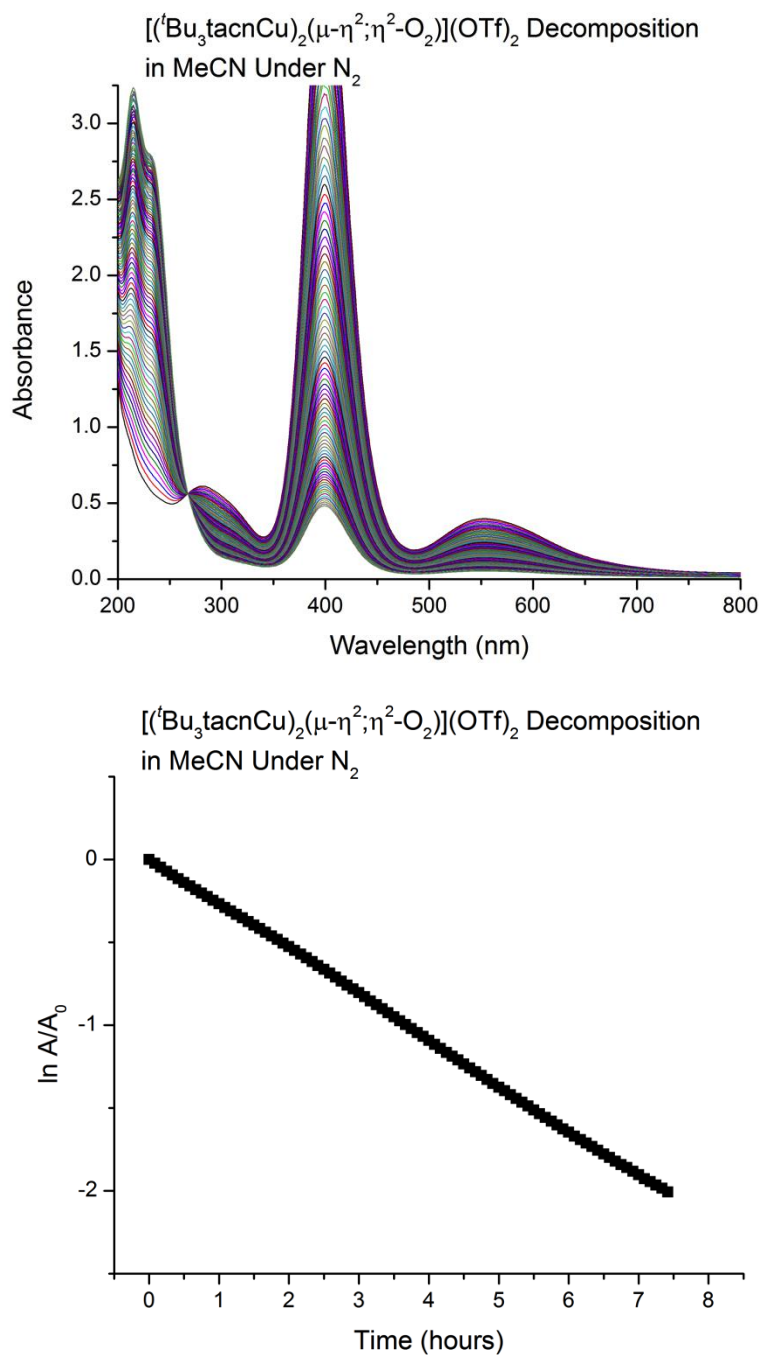 [(ᵗBu₃tacnCu)₂(μ-η²;η²-O₂)](OTf)₂ Decomposition
in MeCN Under N₂
3.0
2.5
2.0
1.5
1.0
0.5
0.0
Absorbance
200 300 400 500 600 700 800
Wavelength (nm)
[(ᵗBu₃tacnCu)₂(μ-η²;η²-O₂)](OTf)₂ Decomposition
in MeCN Under N₂
0
-1
-2
ln A/A₀
0 1 2 3 4 5 6 7 8
Time (hours)